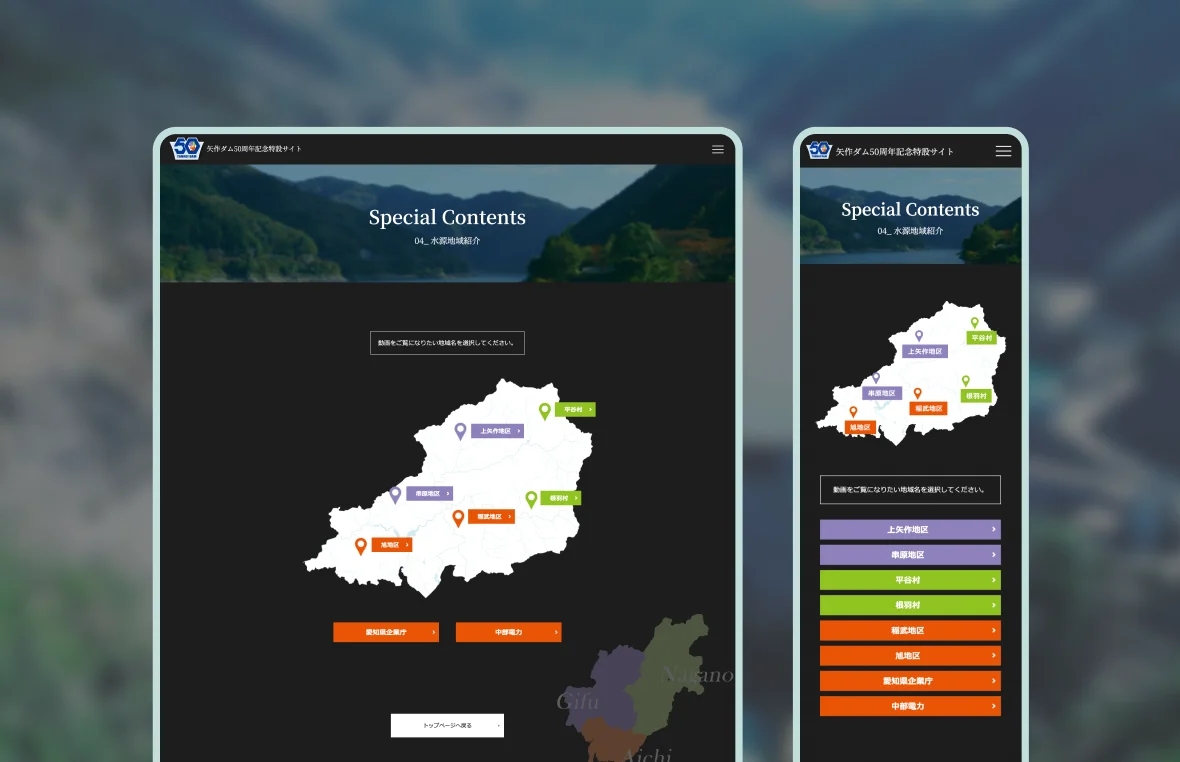 50
矢作ダム50周年記念特設サイト
Special Contents
04_ 水源地域紹介
動画をご覧になりたい地域名を選択してください。
平谷村
上矢作地区
串原地区
根羽村
稲武地区
旭地区
愛知県企業庁
中部電力
Nagano
Gifu
Aichi
トップページへ戻る
50
矢作ダム50周年記念特設サイト
Special Contents
04_ 水源地域紹介
平谷村
上矢作地区
串原地区
根羽村
稲武地区
旭地区
動画をご覧になりたい地域名を選択してください。
上矢作地区
串原地区
平谷村
根羽村
稲武地区
旭地区
愛知県企業庁
中部電力